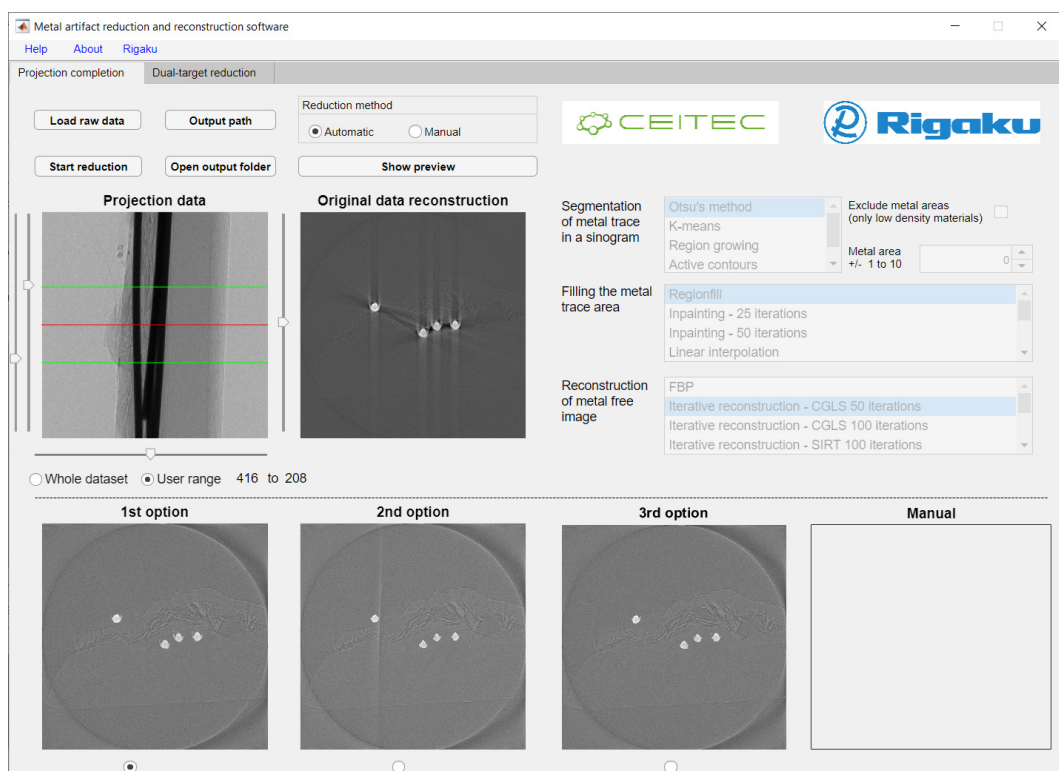 Metal artifact reduction and reconstruction software
Help About Rigaku
Projection completion Dual-target reduction
Load raw data
Output path
Reduction method
Automatic Manual
CEITEC
Rigaku
Start reduction
Open output folder
Show preview
Projection data
Original data reconstruction
Segmentation
of metal trace
in a sinogram
Otsu's method
K-means
Region growing
Active contours
Exclude metal areas
(only low density materials)
Metal area
+/- 1 to 10
0
Filling the metal
trace area
Regionfill
Inpainting - 25 iterations
Inpainting - 50 iterations
Linear interpolation
Reconstruction
of metal free
image
FBP
Iterative reconstruction - CGLS 50 iterations
Iterative reconstruction - CGLS 100 iterations
Iterative reconstruction - SIRT 100 iterations
Whole dataset User range 416 to 208
1st option
2nd option
3rd option
Manual